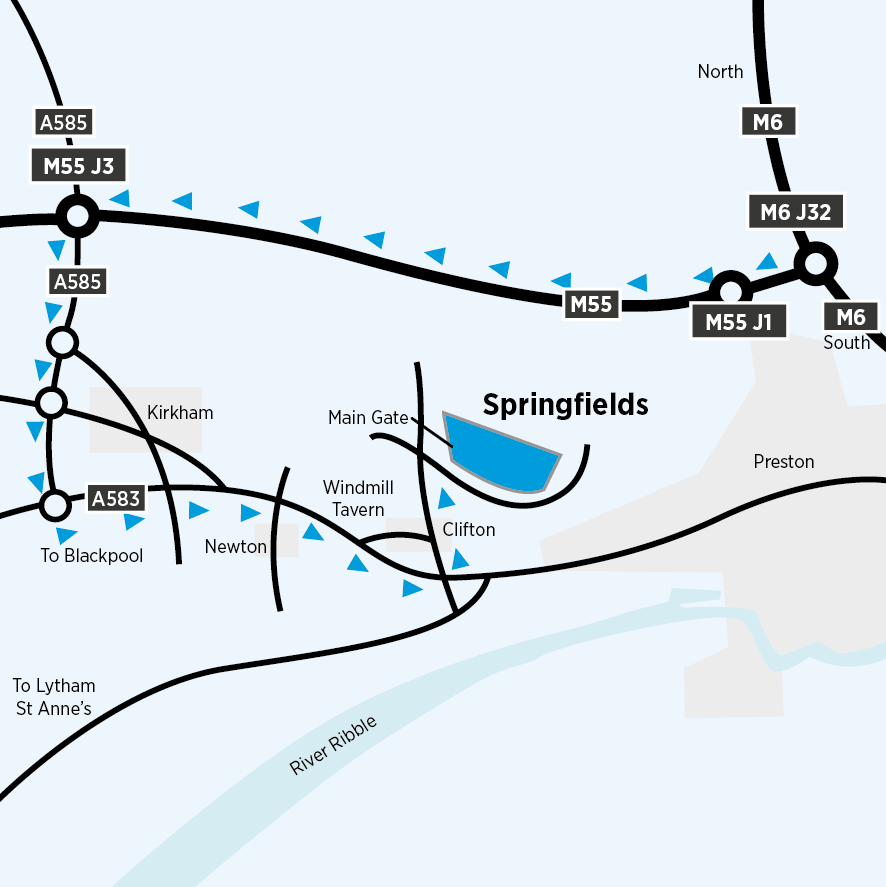 North
A585
M6
M55 J3
M6 J32
A585
M55
M55 J1
M6
South
Springfields
Kirkham
Main Gate
Preston
Windmill
Tavern
A583
Clifton
Newton
To Blackpool
To Lytham
St Anne's
River Ribble